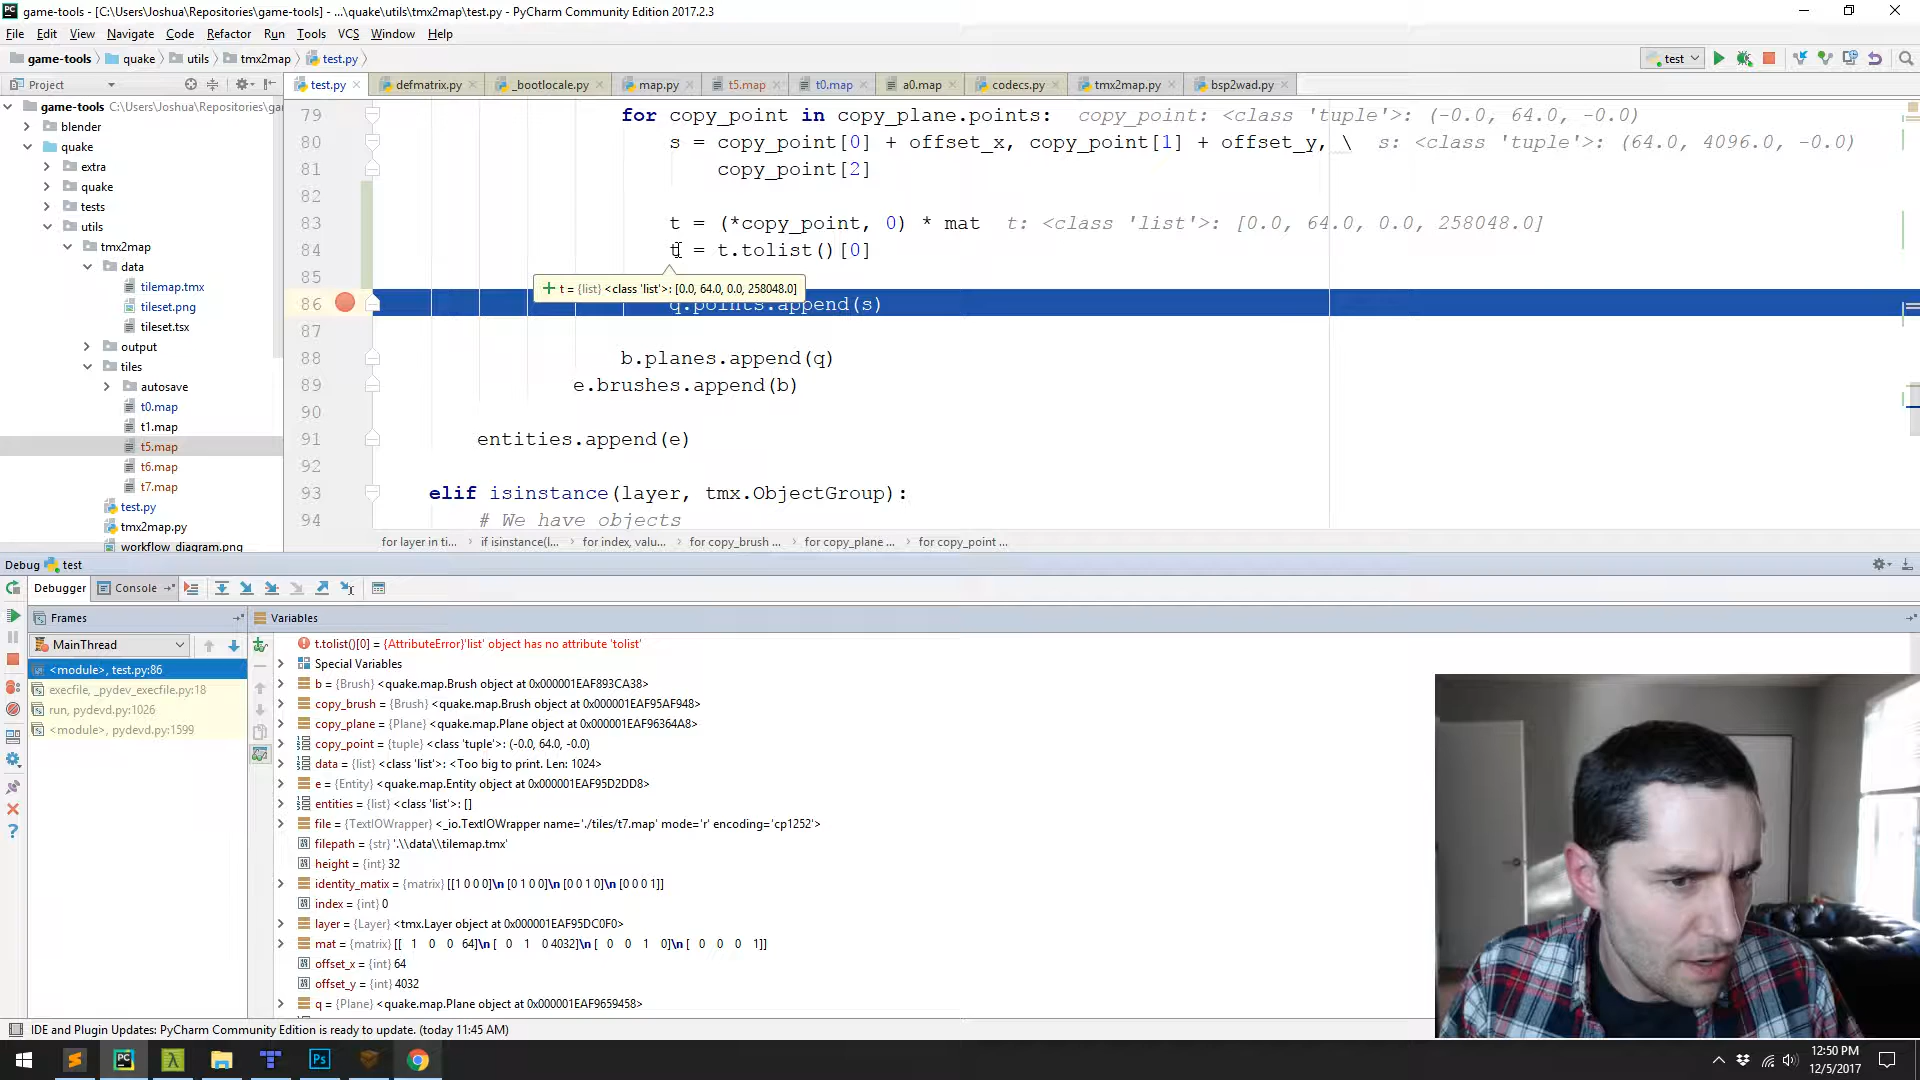 game-tools - [C:\Users\Joshua\Repositories\game-tools] - ...\quake\utils\tmx2map\test.py - PyCharm Community Edition 2017.2.3
File Edit View Navigate Code Refactor Run Tools VCS Window Help
game-tools quake utils tmx2map test.py test
Project
test.py defmatrix.py _bootlocale.py map.py t5.map t0.map a0.map codecs.py tmx2map.py bsp2wad.py
game-tools C:\Users\Joshua\Repositories\ga
blender
quake
extra
quake
tests
utils
tmx2map
data
tilemap.tmx
tileset.png
tileset.tsx
output
tiles
autosave
t0.map
t1.map
t5.map
t6.map
t7.map
test.py
tmx2map.py
workflow_diagram.png
79 for copy_point in copy_plane.points: copy_point: <class 'tuple'>: (-0.0, 64.0, -0.0)
80 s = copy_point[0] + offset_x, copy_point[1] + offset_y, \ s: <class 'tuple'>: (64.0, 4096.0, -0.0)
81 copy_point[2]
82
83 t = (*copy_point, 0) * mat t: <class 'list'>: [0.0, 64.0, 0.0, 258048.0]
84 t = t.tolist()[0]
85
t = {list} <class 'list'>: [0.0, 64.0, 0.0, 258048.0]
86 q.points.append(s)
87
88 b.planes.append(q)
89 e.brushes.append(b)
90
91 entities.append(e)
92
93 elif isinstance(layer, tmx.ObjectGroup):
94 # We have objects
for layer in ti... if isinstance(l... for index, valu... for copy_brush ... for copy_plane ... for copy_point ...
Debug test
Debugger Console
Frames
MainThread
<module>, test.py:86
execfile, _pydev_execfile.py:18
run, pydevd.py:1026
<module>, pydevd.py:1599
Variables
t.tolist()[0] = {AttributeError}'list' object has no attribute 'tolist'
Special Variables
b = {Brush} <quake.map.Brush object at 0x000001EAF893CA38>
copy_brush = {Brush} <quake.map.Brush object at 0x000001EAF95AF948>
copy_plane = {Plane} <quake.map.Plane object at 0x000001EAF96364A8>
copy_point = {tuple} <class 'tuple'>: (-0.0, 64.0, -0.0)
data = {list} <class 'list'>: <Too big to print. Len: 1024>
e = {Entity} <quake.map.Entity object at 0x000001EAF95D2DD8>
entities = {list} <class 'list'>: []
file = {TextIOWrapper} <_io.TextIOWrapper name='./tiles/t7.map' mode='r' encoding='cp1252'>
filepath = {str} '.\\data\\tilemap.tmx'
height = {int} 32
identity_matix = {matrix} [[1 0 0 0]\n [0 1 0 0]\n [0 0 1 0]\n [0 0 0 1]]
index = {int} 0
layer = {Layer} <tmx.Layer object at 0x000001EAF95DC0F0>
mat = {matrix} [[ 1 0 0 64]\n [ 0 1 0 4032]\n [ 0 0 1 0]\n [ 0 0 0 1]]
offset_x = {int} 64
offset_y = {int} 4032
q = {Plane} <quake.map.Plane object at 0x000001EAF9659458>
IDE and Plugin Updates: PyCharm Community Edition is ready to update. (today 11:45 AM)
12:50 PM
12/5/2017